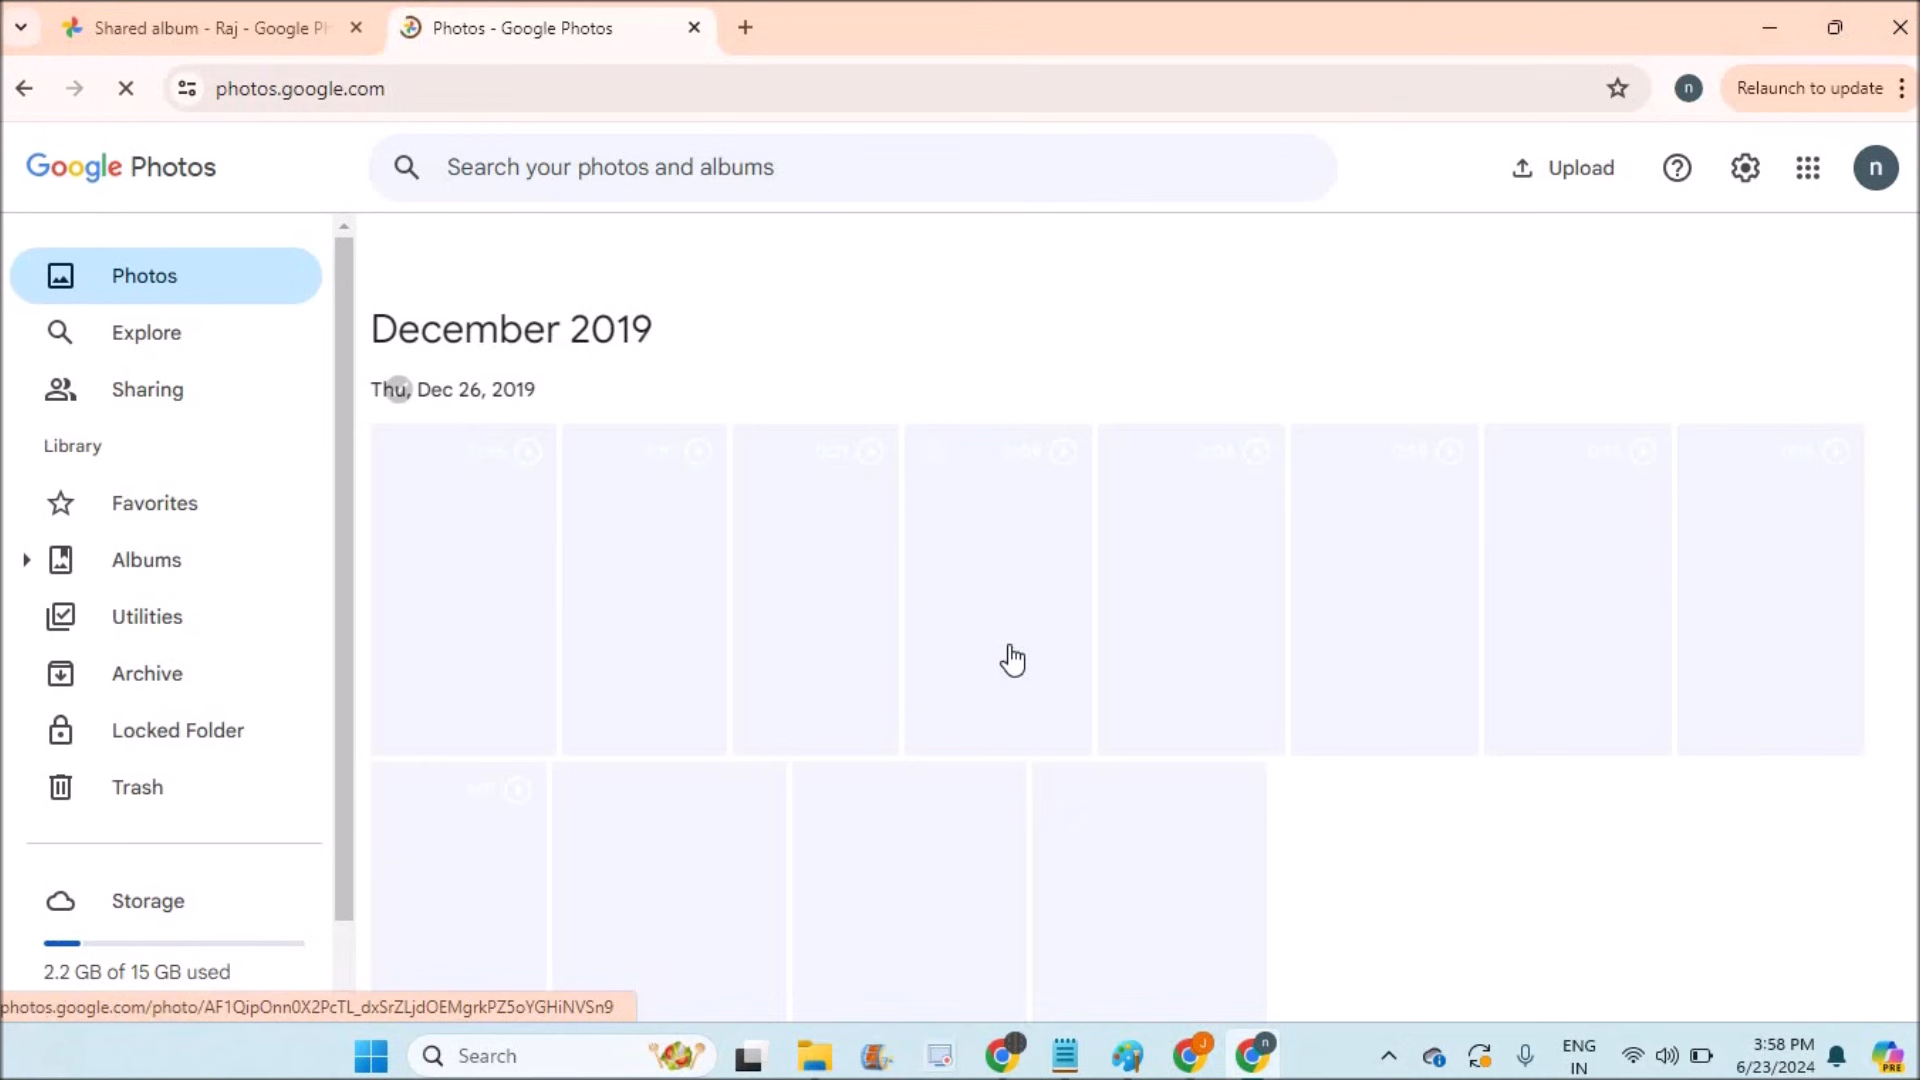 Shared album - Raj - Google Ph
Photos - Google Photos
photos.google.com
n
Relaunch to update
Google Photos
Search your photos and albums
Upload
n
Photos
Explore
Sharing
Library
Favorites
Albums
Utilities
Archive
Locked Folder
Trash
Storage
2.2 GB of 15 GB used
December 2019
Thu, Dec 26, 2019
photos.google.com/photo/AF1QipOnn0X2PcTL_dxSrZLjdOEMgrkPZ5oYGHiNVSn9
Search
J
n
ENG
IN
3:58 PM
6/23/2024
PRE